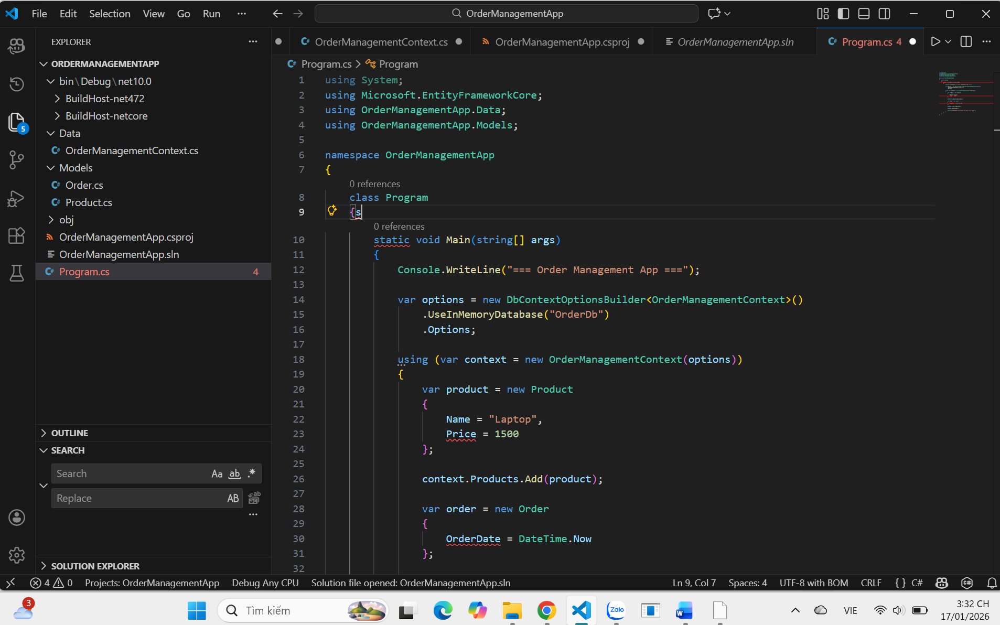 File Edit Selection View Go Run ··· OrderManagementApp
EXPLORER ···
ORDERMANAGEMENTAPP
bin\Debug\net10.0
BuildHost-net472
BuildHost-netcore
Data
OrderManagementContext.cs
Models
Order.cs
Product.cs
obj
OrderManagementApp.csproj
OrderManagementApp.sln
Program.cs 4
5
OUTLINE
SEARCH
Search Aa ab .*
Replace AB
···
SOLUTION EXPLORER
OrderManagementContext.cs OrderManagementApp.csproj OrderManagementApp.sln Program.cs 4
Program.cs > Program
1 using System;
2 using Microsoft.EntityFrameworkCore;
3 using OrderManagementApp.Data;
4 using OrderManagementApp.Models;
5
6 namespace OrderManagementApp
7 {
0 references
8 class Program
9 {s
0 references
10 static void Main(string[] args)
11 {
12 Console.WriteLine("=== Order Management App ===");
13
14 var options = new DbContextOptionsBuilder<OrderManagementContext>()
15 .UseInMemoryDatabase("OrderDb")
16 .Options;
17
18 using (var context = new OrderManagementContext(options))
19 {
20 var product = new Product
21 {
22 Name = "Laptop",
23 Price = 1500
24 };
25
26 context.Products.Add(product);
27
28 var order = new Order
29 {
30 OrderDate = DateTime.Now
31 };
32
4 0 Projects: OrderManagementApp Debug Any CPU Solution file opened: OrderManagementApp.sln Ln 9, Col 7 Spaces: 4 UTF-8 with BOM CRLF { } C#
3 Tìm kiếm Zalo W VIE 3:32 CH
17/01/2026